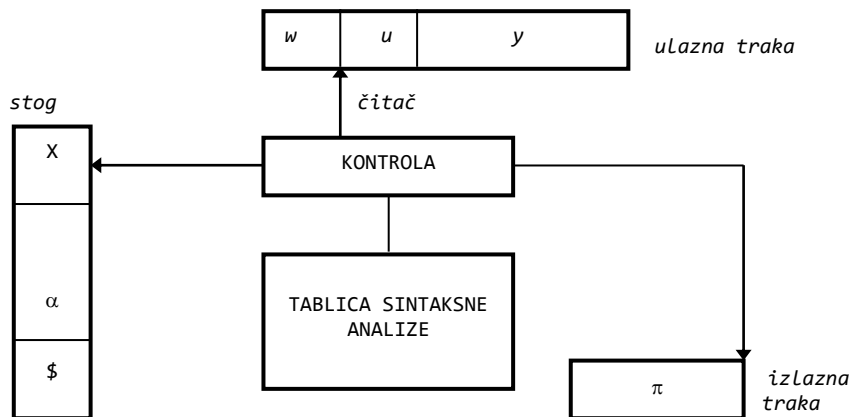 w u y
ulazna traka
stog
čitač
X
KONTROLA
α
TABLICA SINTAKSNE
ANALIZE
$
π
izlazna
traka